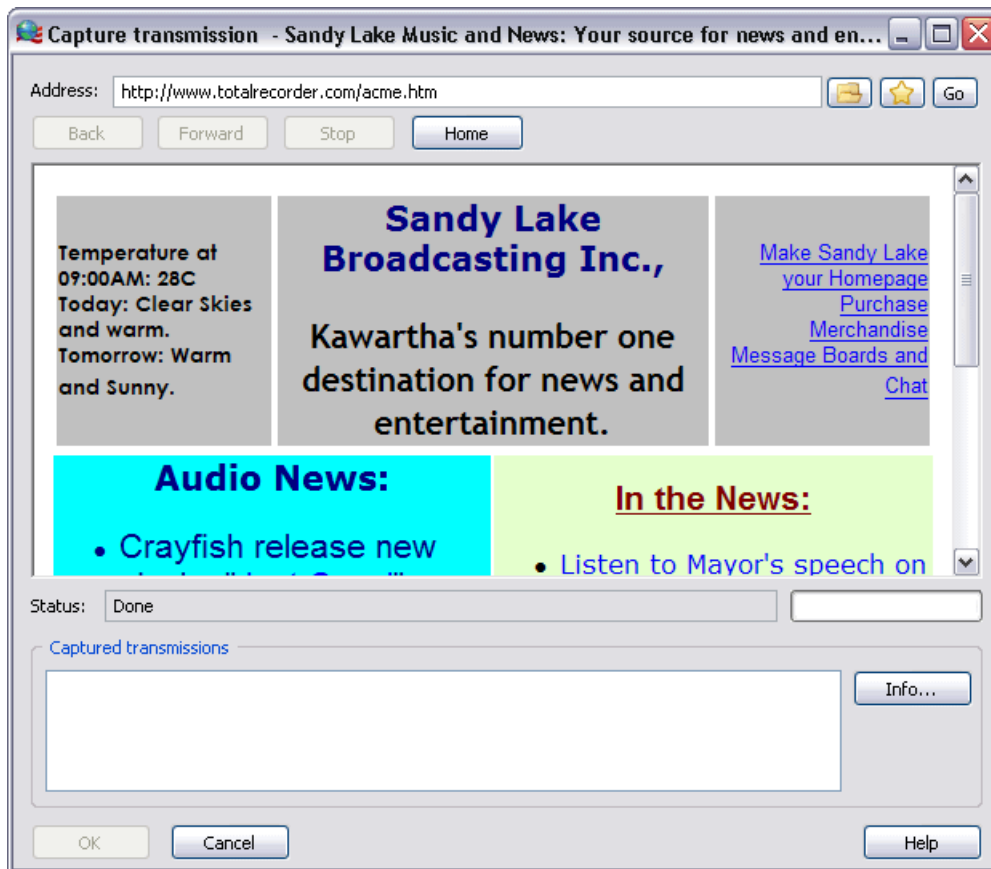 Capture transmission - Sandy Lake Music and News: Your source for news and en...
Address: http://www.totalrecorder.com/acme.htm Go
Back Forward Stop Home
Temperature at
09:00AM: 28C
Today: Clear Skies
and warm.
Tomorrow: Warm
and Sunny.
Sandy Lake
Broadcasting Inc.,
Kawartha's number one
destination for news and
entertainment.
Make Sandy Lake
your Homepage
Purchase
Merchandise
Message Boards and
Chat
Audio News:
• Crayfish release new
In the News:
• Listen to Mayor's speech on
Status: Done
Captured transmissions
Info...
OK Cancel Help